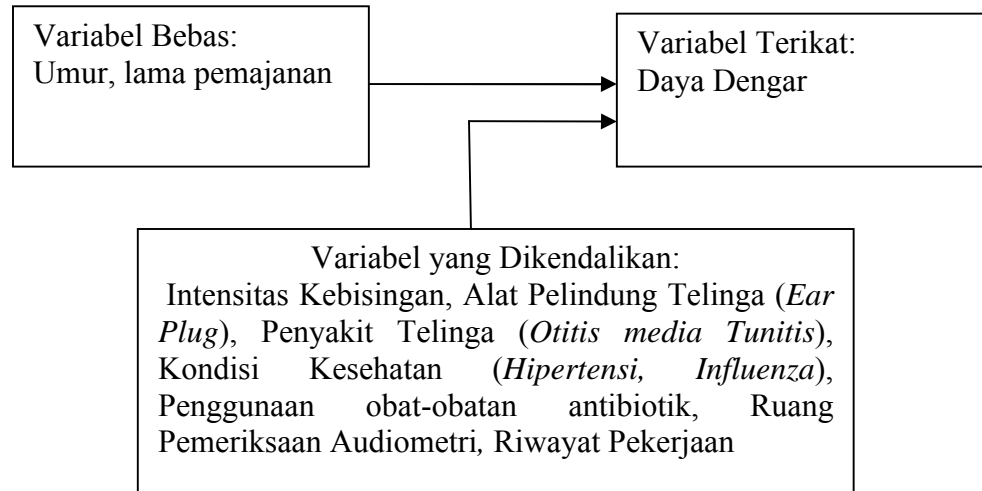 Variabel Bebas:
Umur, lama pemajanan
Variabel Terikat:
Daya Dengar
Variabel yang Dikendalikan:
Intensitas Kebisingan, Alat Pelindung Telinga (Ear
Plug), Penyakit Telinga (Otitis media Tunitis),
Kondisi Kesehatan (Hipertensi, Influenza),
Penggunaan obat-obatan antibiotik, Ruang
Pemeriksaan Audiometri, Riwayat Pekerjaan